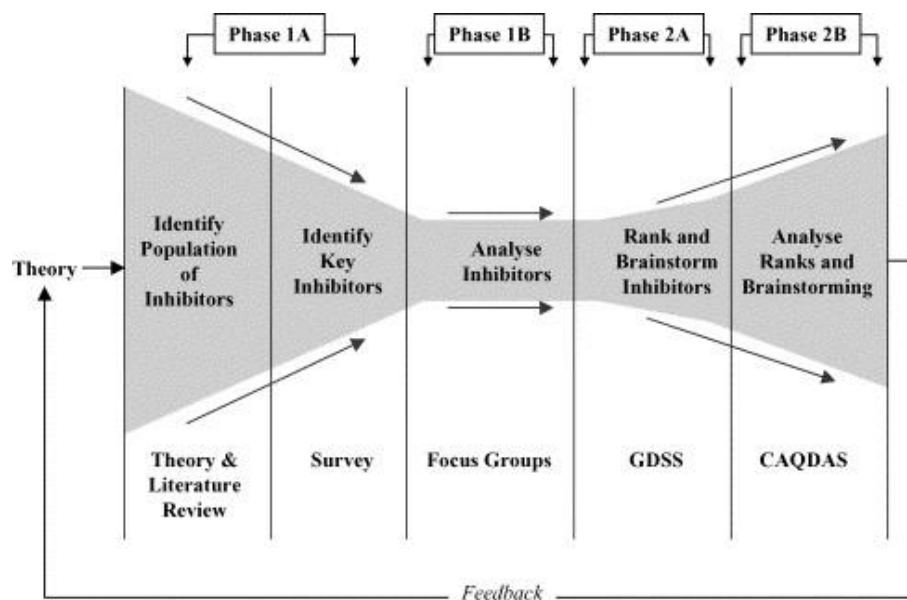 Phase 1A
Phase 1B
Phase 2A
Phase 2B
Theory
Identify
Population
of
Inhibitors
Identify
Key
Inhibitors
Analyse
Inhibitors
Rank and
Brainstorm
Inhibitors
Analyse
Ranks and
Brainstorming
Theory &
Literature
Review
Survey
Focus Groups
GDSS
CAQDAS
Feedback